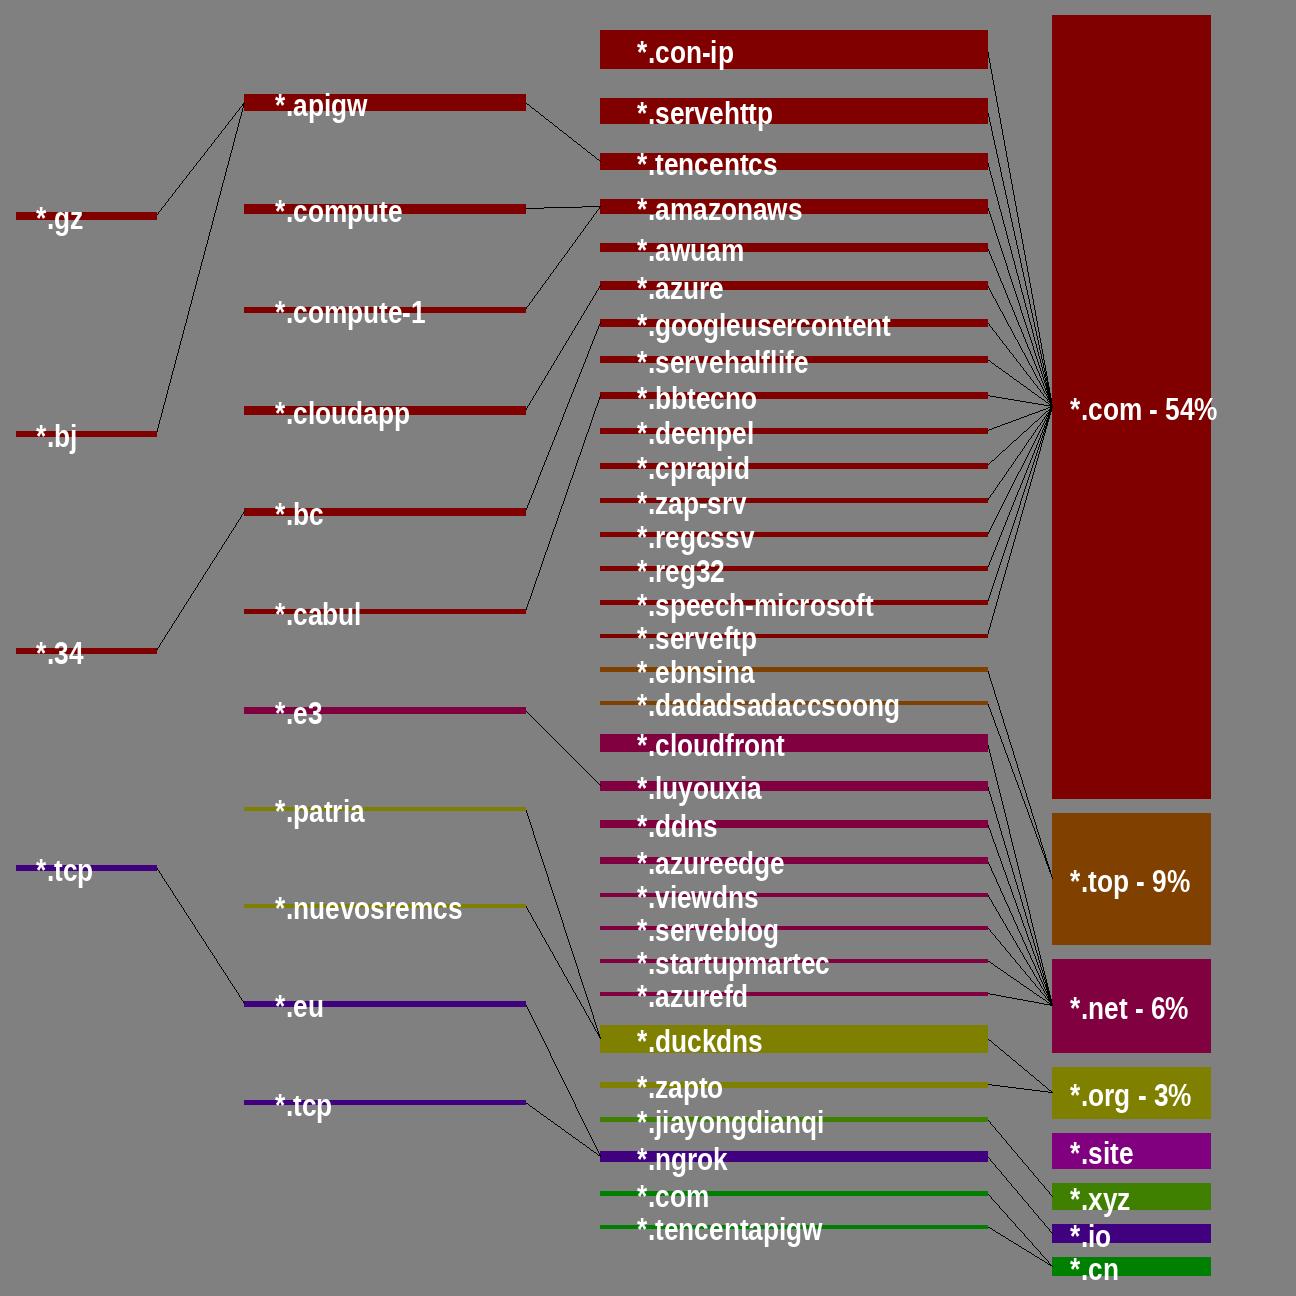 *.gz
*.bj
*.34
*.tcp
*.apigw
*.compute
*.compute-1
*.cloudapp
*.bc
*.cabul
*.e3
*.patria
*.nuevosremcs
*.eu
*.tcp
*.con-ip
*.servehttp
*.tencentcs
*.amazonaws
*.awuam
*.azure
*.googleusercontent
*.servehalflife
*.bbtecno
*.deenpel
*.cprapid
*.zap-srv
*.regcssv
*.reg32
*.speech-microsoft
*.serveftp
*.ebnsina
*.dadadsadaccsoong
*.cloudfront
*.luyouxia
*.ddns
*.azureedge
*.viewdns
*.serveblog
*.startupmartec
*.azurefd
*.duckdns
*.zapto
*.jiayongdianqi
*.ngrok
*.com
*.tencentapigw
*.com - 54%
*.top - 9%
*.net - 6%
*.org - 3%
*.site
*.xyz
*.io
*.cn